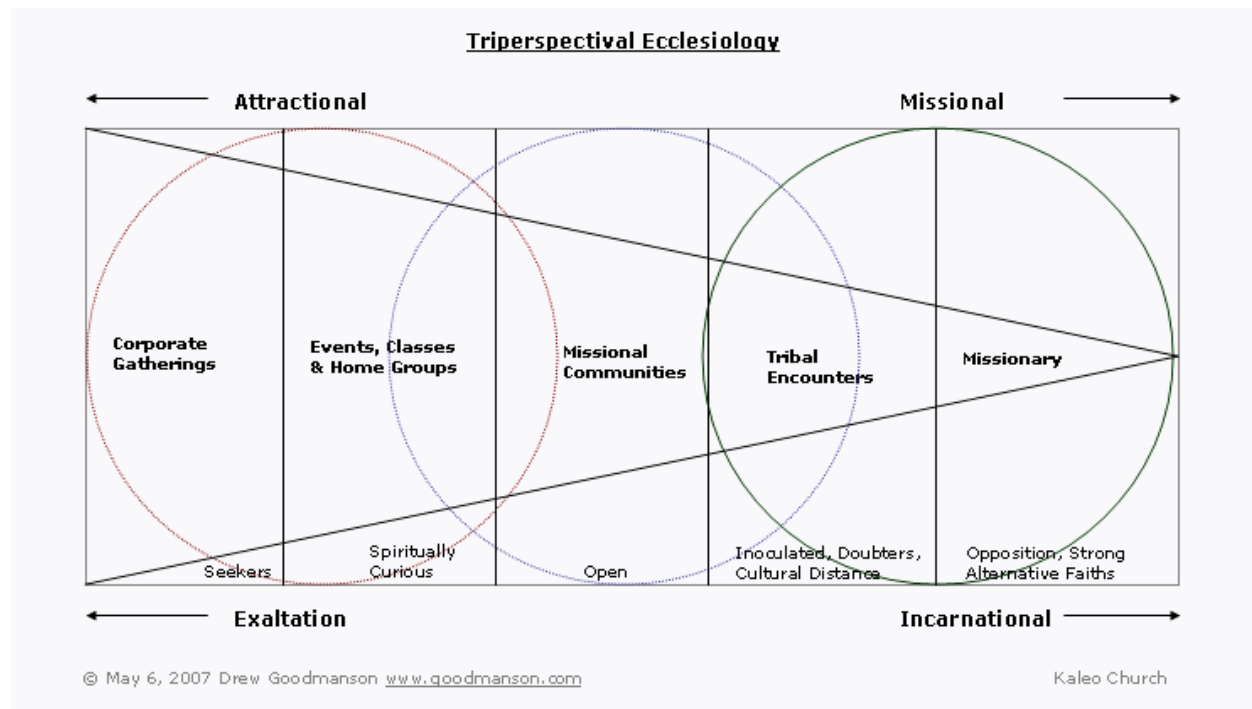 Triperspectival Ecclesiology
Attractional
Missional
Corporate
Gatherings
Events, Classes
& Home Groups
Missional
Communities
Tribal
Encounters
Missionary
Seekers
Spiritually
Curious
Open
Inoculated, Doubters,
Cultural Distance
Opposition, Strong
Alternative Faiths
Exaltation
Incarnational
© May 6, 2007 Drew Goodmanson www.goodmanson.com
Kaleo Church